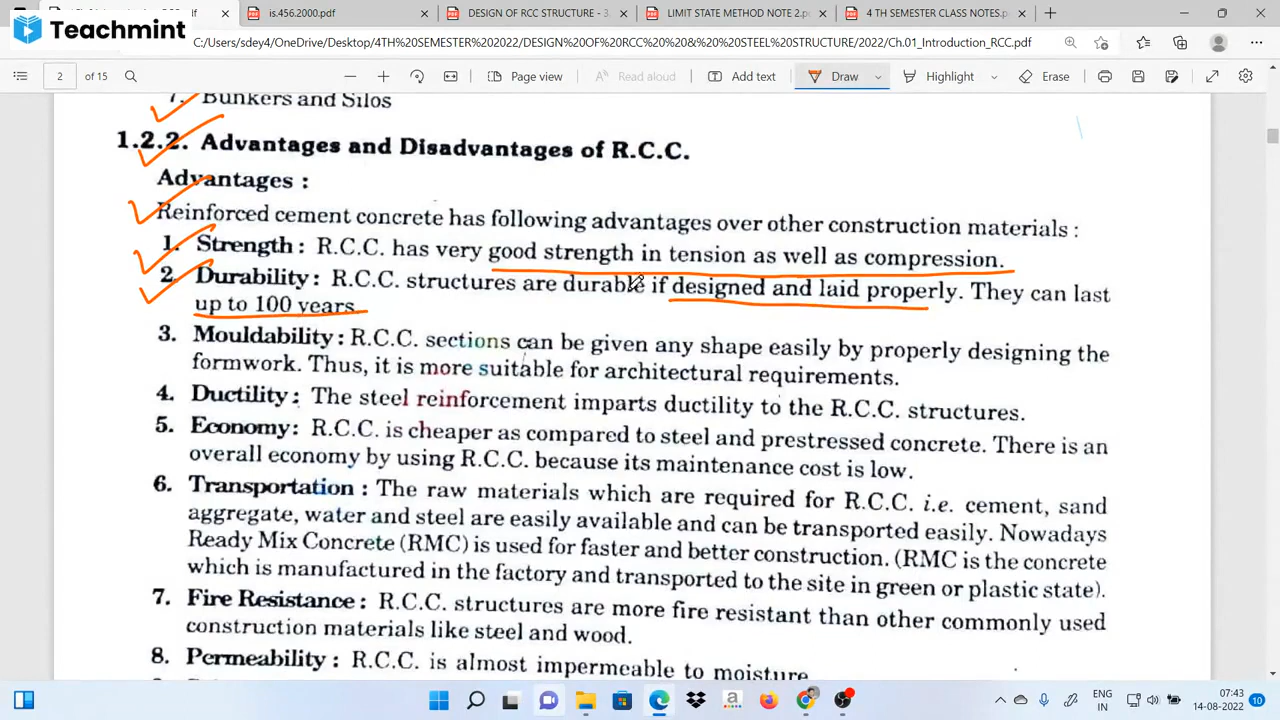 is.456.2000.pdf
DESIGN OF RCC STRUCTURE - S
LIMIT STATE
NOTE 2.p
4 TH SEMESTER CLASS NOTES.p
Teachmint
C:/Users/sdey4/OneDrive/Desktop/4TH%20SEMESTER%202022/DESIGN%20OF%20RCC%20%20&%20%20STEEL%20STRUCTURE/2022/Ch.01_Introduction_RCC.pdf
2 of 15
Page view
Read aloud
Add text
Draw
Highlight
Erase
7. Bunkers and Silos
1.2.2. Advantages and Disadvantages of R.C.C.
Advantages :
Reinforced cement concrete has following advantages over other construction materials :
1. Strength : R.C.C. has very good strength in tension as well as compression.
2. Durability : R.C.C. structures are durable if designed and laid properly. They can last
up to 100 years.
3. Mouldability : R.C.C. sections can be given any shape easily by properly designing the
formwork. Thus, it is more suitable for architectural requirements.
4. Ductility : The steel reinforcement imparts ductility to the R.C.C. structures.
5. Economy: R.C.C. is cheaper as compared to steel and prestressed concrete. There is an
overall economy by using R.C.C. because its maintenance cost is low.
6. Transportation : The raw materials which are required for R.C.C. i.e. cement, sand
aggregate, water and steel are easily available and can be transported easily. Nowadays
Ready Mix Concrete (RMC) is used for faster and better construction. (RMC is the concrete
which is manufactured in the factory and transported to the site in green or plastic state).
7. Fire Resistance : R.C.C. structures are more fire resistant than other commonly used
construction materials like steel and wood.
8. Permeability : R.C.C. is almost impermeable to moisture
ENG
IN
07:43
14-08-2022
10